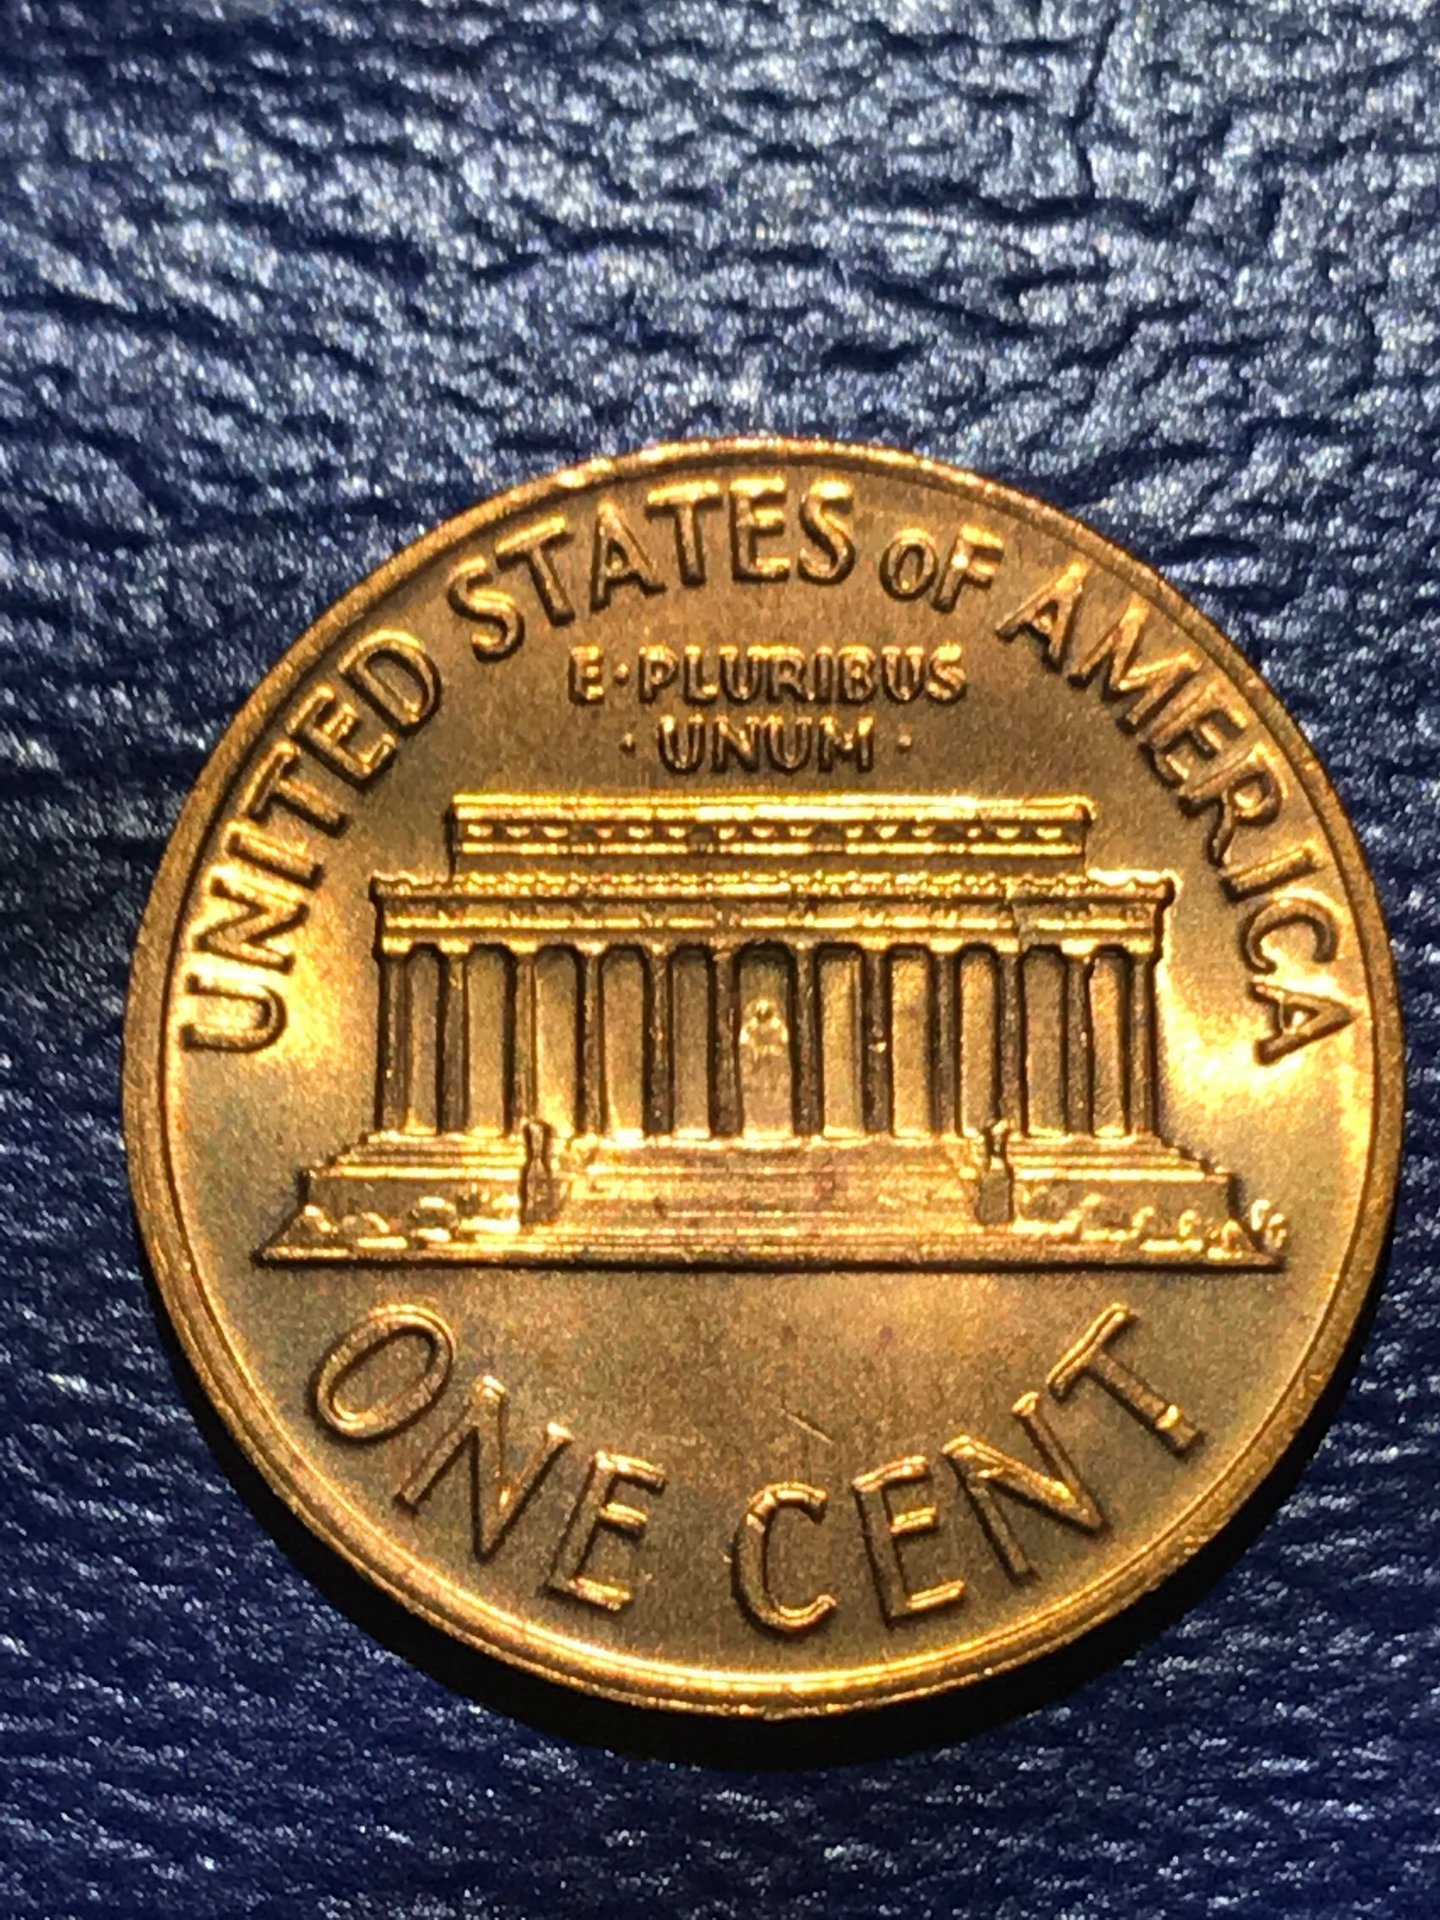 UNITED STATES OF AMERICA
E·PLURIBUS
·UNUM·
ONE CENT